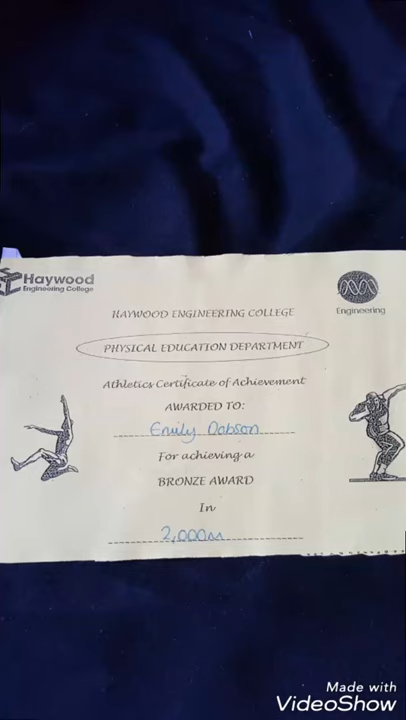 Haywood
Engineering College
Engineering
HAYWOOD ENGINEERING COLLEGE
PHYSICAL EDUCATION DEPARTMENT
Athletics Certificate of Achievement
AWARDED TO:
Emily Dobson
For achieving a
BRONZE AWARD
In
2,000m
Made with
VideoShow